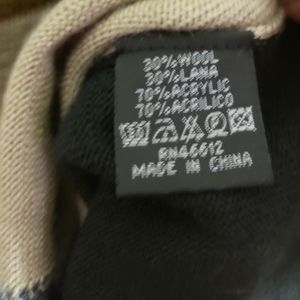 30% WOOL
30% LANA
70% ACRYLIC
70% ACRILICO
RN46612
MADE IN CHINA